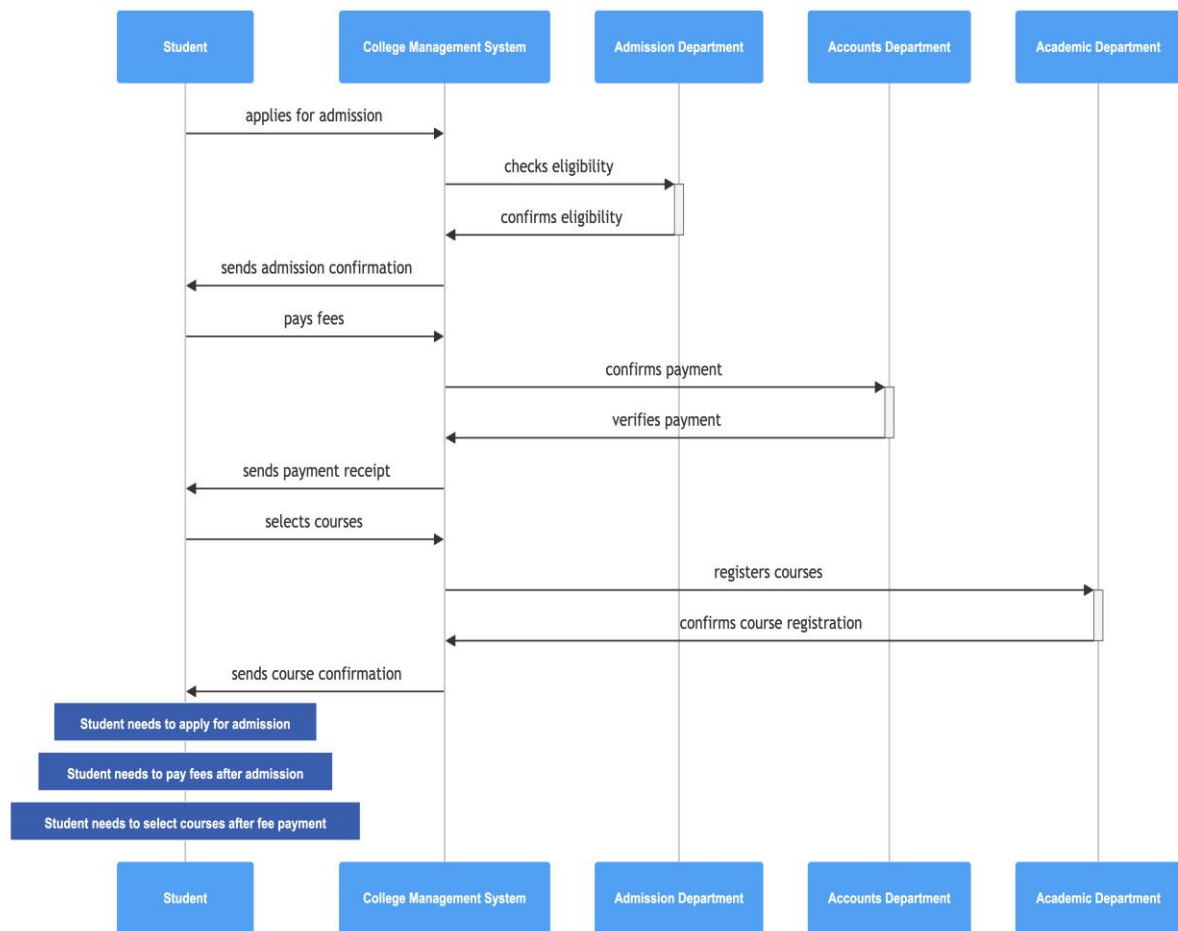 Student
College Management System
Admission Department
Accounts Department
Academic Department
applies for admission
checks eligibility
confirms eligibility
sends admission confirmation
pays fees
confirms payment
verifies payment
sends payment receipt
selects courses
registers courses
confirms course registration
sends course confirmation
Student needs to apply for admission
Student needs to pay fees after admission
Student needs to select courses after fee payment
Student
College Management System
Admission Department
Accounts Department
Academic Department